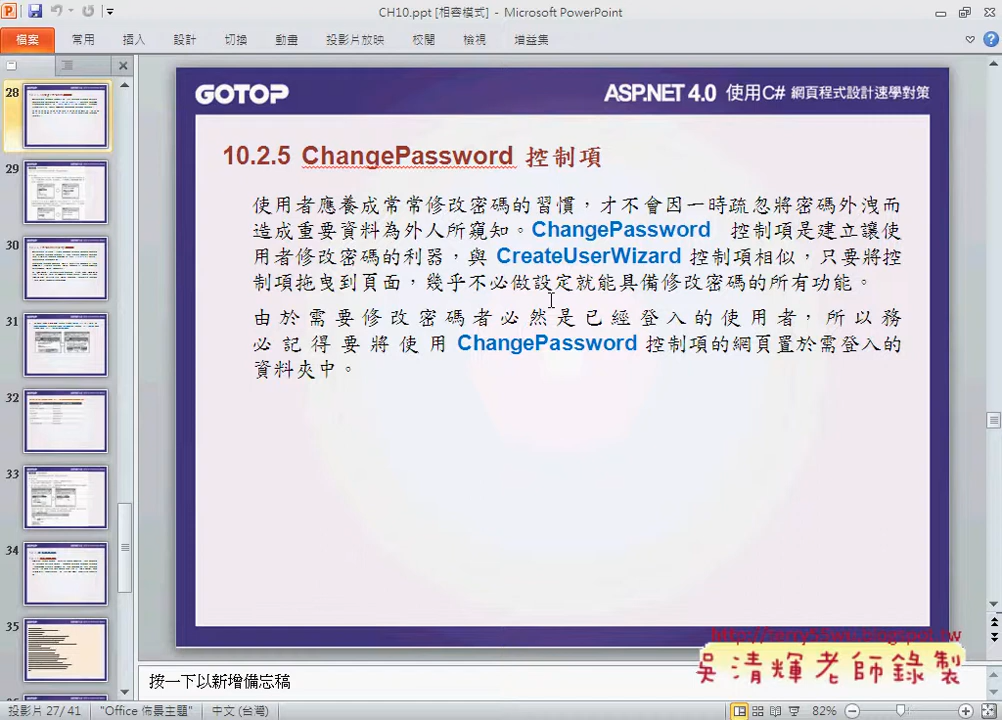 CH10.ppt [相容模式] - Microsoft PowerPoint
檔案 常用 插入 設計 切換 動畫 投影片放映 校閱 檢視 增益集
28
29
30
31
32
33
34
35
GOTOP
ASP.NET 4.0 使用C# 網頁程式設計速學對策
10.2.5 ChangePassword 控制項
使用者應養成常常修改密碼的習慣，才不會因一時疏忽將密碼外洩而
造成重要資料為外人所窺知。ChangePassword 控制項是建立讓使
用者修改密碼的利器，與 CreateUserWizard 控制項相似，只要將控
制項拖曳到頁面，幾乎不必做設定就能具備修改密碼的所有功能。
由於需要修改密碼者必然是已經登入的使用者，所以務
必記得要將使用 ChangePassword 控制項的網頁置於需登入的
資料夾中。
http://terry55wu.blogspot.tw
吳清輝老師錄製
按一下以新增備忘稿
投影片 27/41 "Office 佈景主題" 中文 (台灣) 82%